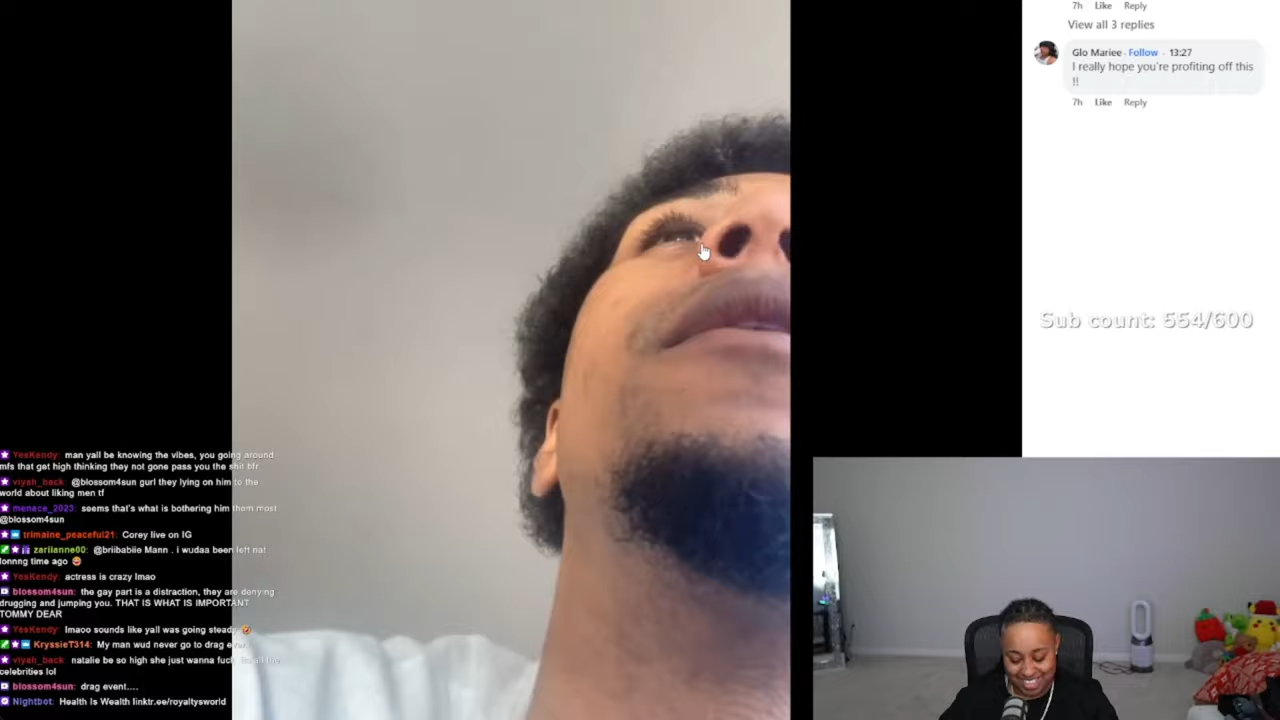 7h Like Reply
View all 3 replies
Glo Mariee · Follow · 13:27
I really hope you're profiting off this
!!
7h Like Reply
Sub count: 554/600
YesKendy: man yall be knowing the vibes, you going around
mfs that get high thinking they not gone pass you the shit bfr
viyah_back: @blossom4sun gurl they lying on him to the
world about liking men tf
menace_2023: seems that's what is bothering him them most
@blossom4sun
trimaine_peaceful21: Corey live on IG
zariianne00: @briibabiie Mann . i wudaa been left nat
lonnng time ago
YesKendy: actress is crazy lmao
blossom4sun: the gay part is a distraction, they are denying
drugging and jumping you. THAT IS WHAT IS IMPORTANT
TOMMY DEAR
YesKendy: lmaoo sounds like yall was going steady
KryssieT314: My man wud never go to drag event
viyah_back: natalie be so high she just wanna fuck
celebrities lol
blossom4sun: drag event....
Nightbot: Health Is Wealth linktr.ee/royaltysworld